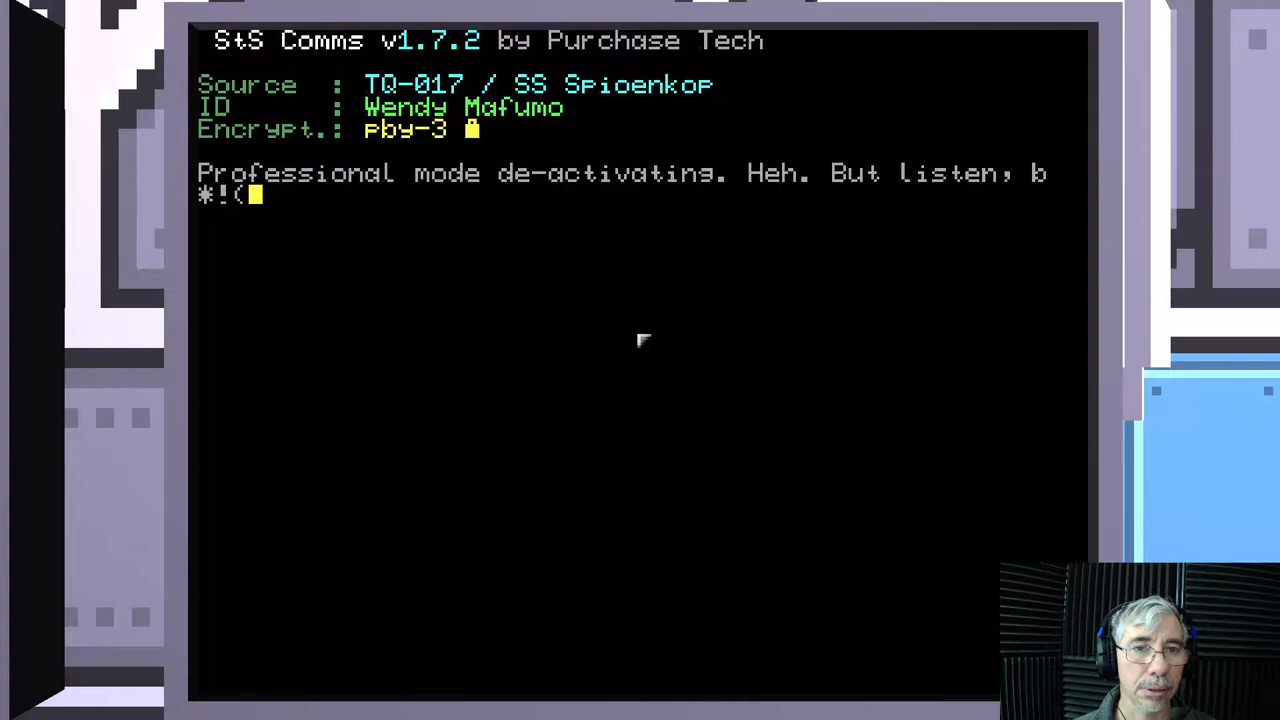 StS Comms v1.7.2 by Purchase Tech
Source : TQ-017 / SS Spioenkop
ID : Wendy Mafumo
Encrypt.: pby-3
Professional mode de-activating. Heh. But listen, b
*!(